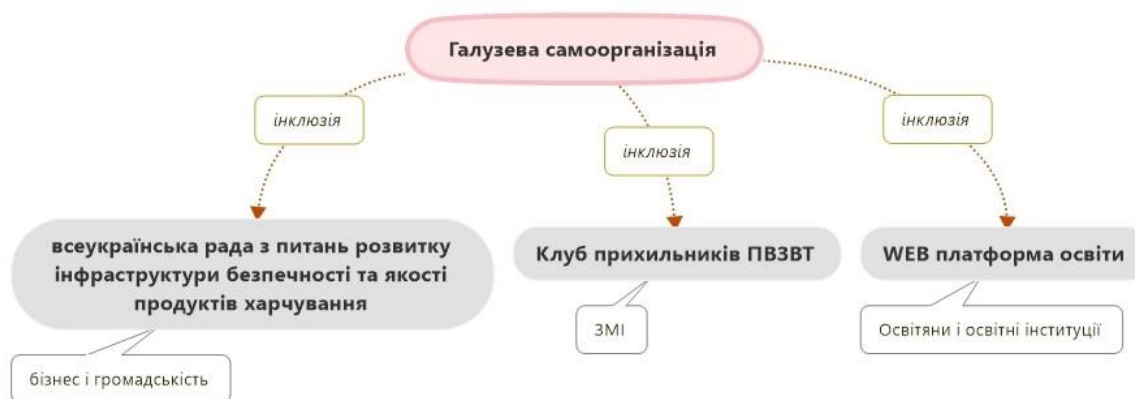 Галузева самоорганізація
інклюзія
інклюзія
інклюзія
всеукраїнська рада з питань розвитку
інфраструктури безпечності та якості
продуктів харчування
Клуб прихильників ПВЗВТ
WEB платформа освіти
ЗМІ
Освітяни і освітні інституції
бізнес і громадськість